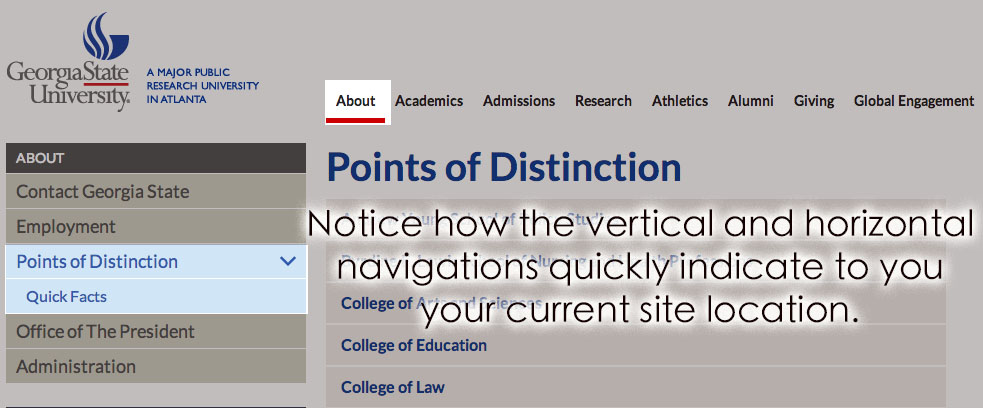 GeorgiaState
University
A MAJOR PUBLIC
RESEARCH UNIVERSITY
IN ATLANTA
About Academics Admissions Research Athletics Alumni Giving Global Engagement
ABOUT
Contact Georgia State
Employment
Points of Distinction
Quick Facts
Office of The President
Administration
Points of Distinction
Notice how the vertical and horizontal
navigations quickly indicate to you
your current site location.
College of Arts and Sciences
College of Education
College of Law